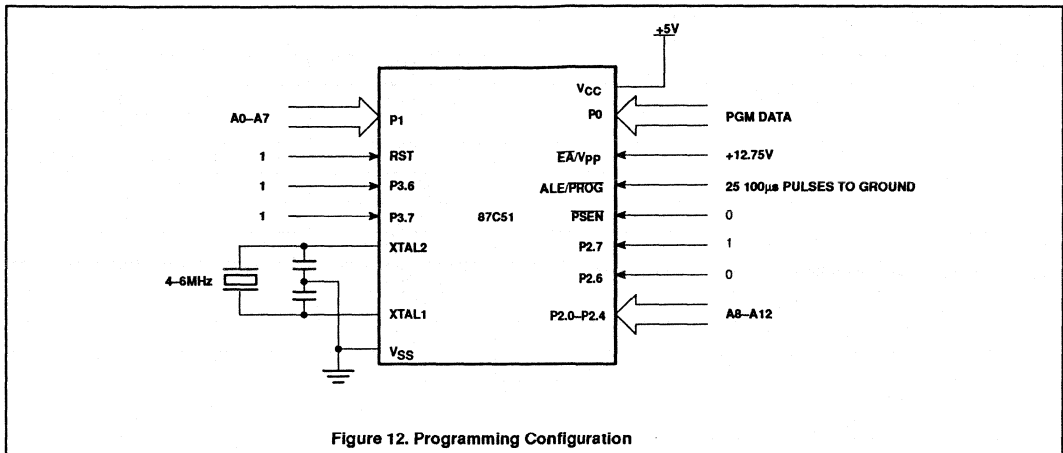 +5V
VCC
A0–A7
P1
P0
PGM DATA
1
RST
EA/VPP
+12.75V
1
P3.6
ALE/PROG
25 100µs PULSES TO GROUND
1
P3.7
87C51
PSEN
0
XTAL2
P2.7
1
4–6MHz
P2.6
0
XTAL1
P2.0–P2.4
A8–A12
VSS
Figure 12. Programming Configuration